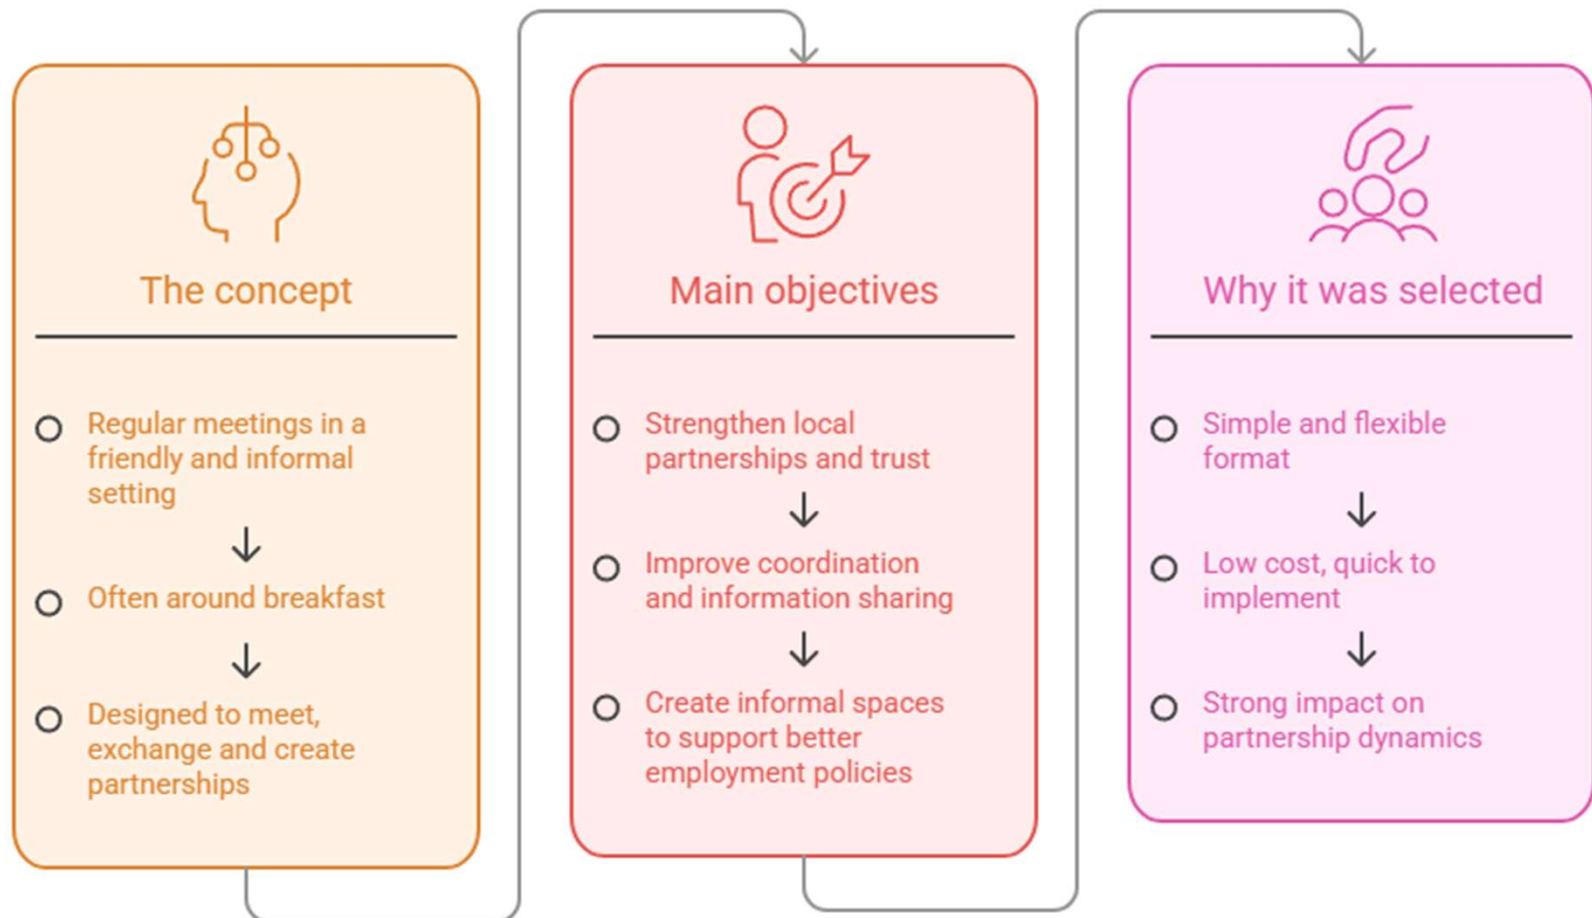 The concept
Regular meetings in a
friendly and informal
setting
Often around breakfast
Designed to meet,
exchange and create
partnerships
Main objectives
Strengthen local
partnerships and trust
Improve coordination
and information sharing
Create informal spaces
to support better
employment policies
Why it was selected
Simple and flexible
format
Low cost, quick to
implement
Strong impact on
partnership dynamics